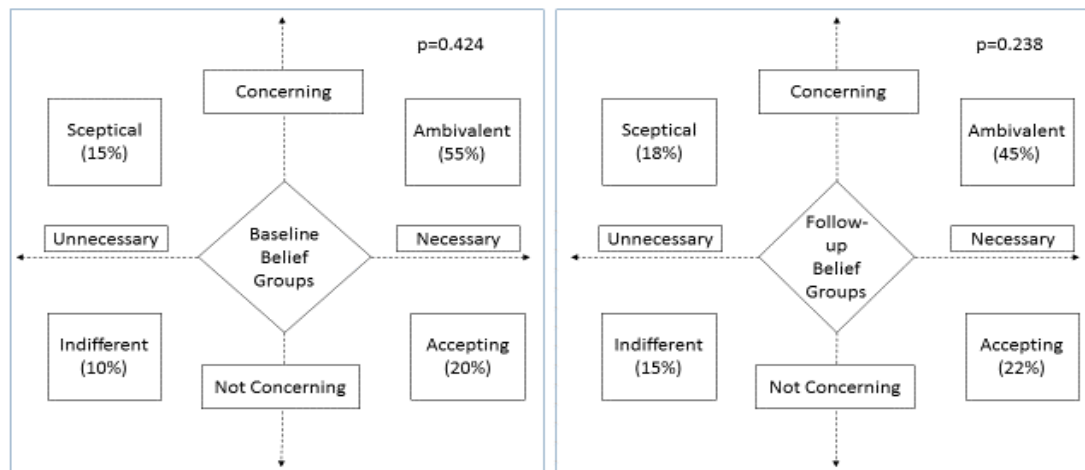 p=0.424
Concerning
Sceptical
(15%)
Ambivalent
(55%)
Unnecessary
Baseline
Belief
Groups
Necessary
Indifferent
(10%)
Accepting
(20%)
Not Concerning
p=0.238
Concerning
Sceptical
(18%)
Ambivalent
(45%)
Unnecessary
Follow-
up
Belief
Groups
Necessary
Indifferent
(15%)
Accepting
(22%)
Not Concerning